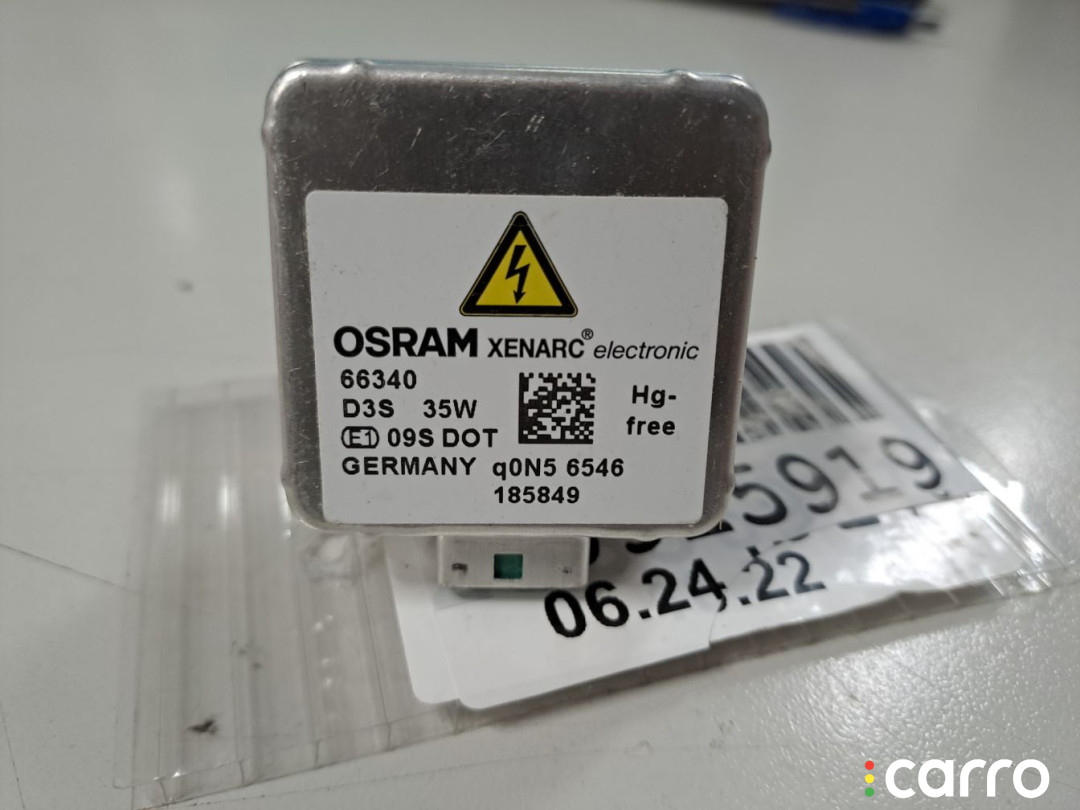 OSRAM XENARC® electronic
66340
D3S 35W
Hg-
free
E1 09S DOT
GERMANY q0N5 6546
185849
5919
06.24.22
carro